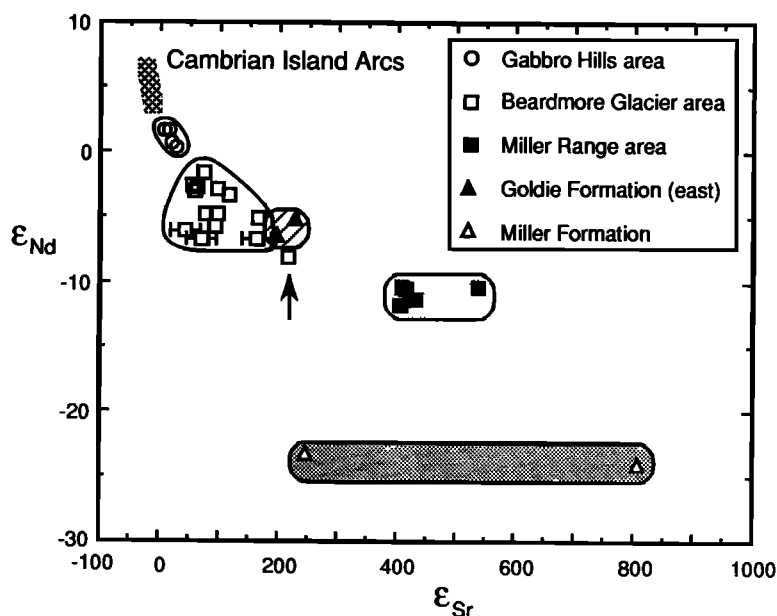 10
0
-10
-20
-30
εNd
Cambrian Island Arcs
Gabbro Hills area
Beardmore Glacier area
Miller Range area
Goldie Formation (east)
Miller Formation
-100
0
200
400
600
800
1000
εSr